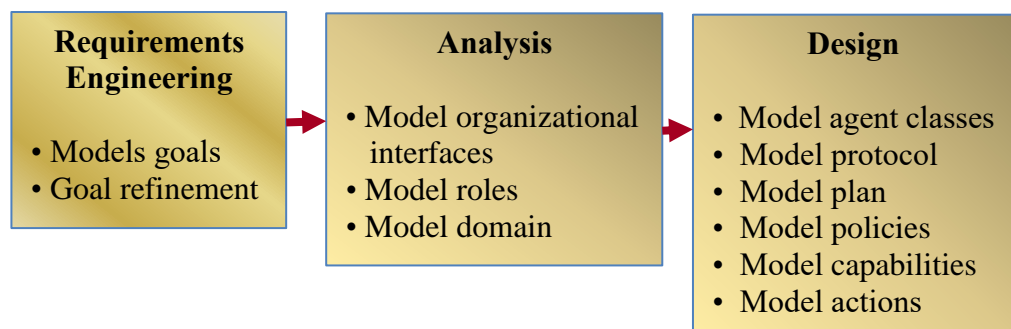 Requirements
Engineering
• Models goals
• Goal refinement
Analysis
• Model organizational
interfaces
• Model roles
• Model domain
Design
• Model agent classes
• Model protocol
• Model plan
• Model policies
• Model capabilities
• Model actions